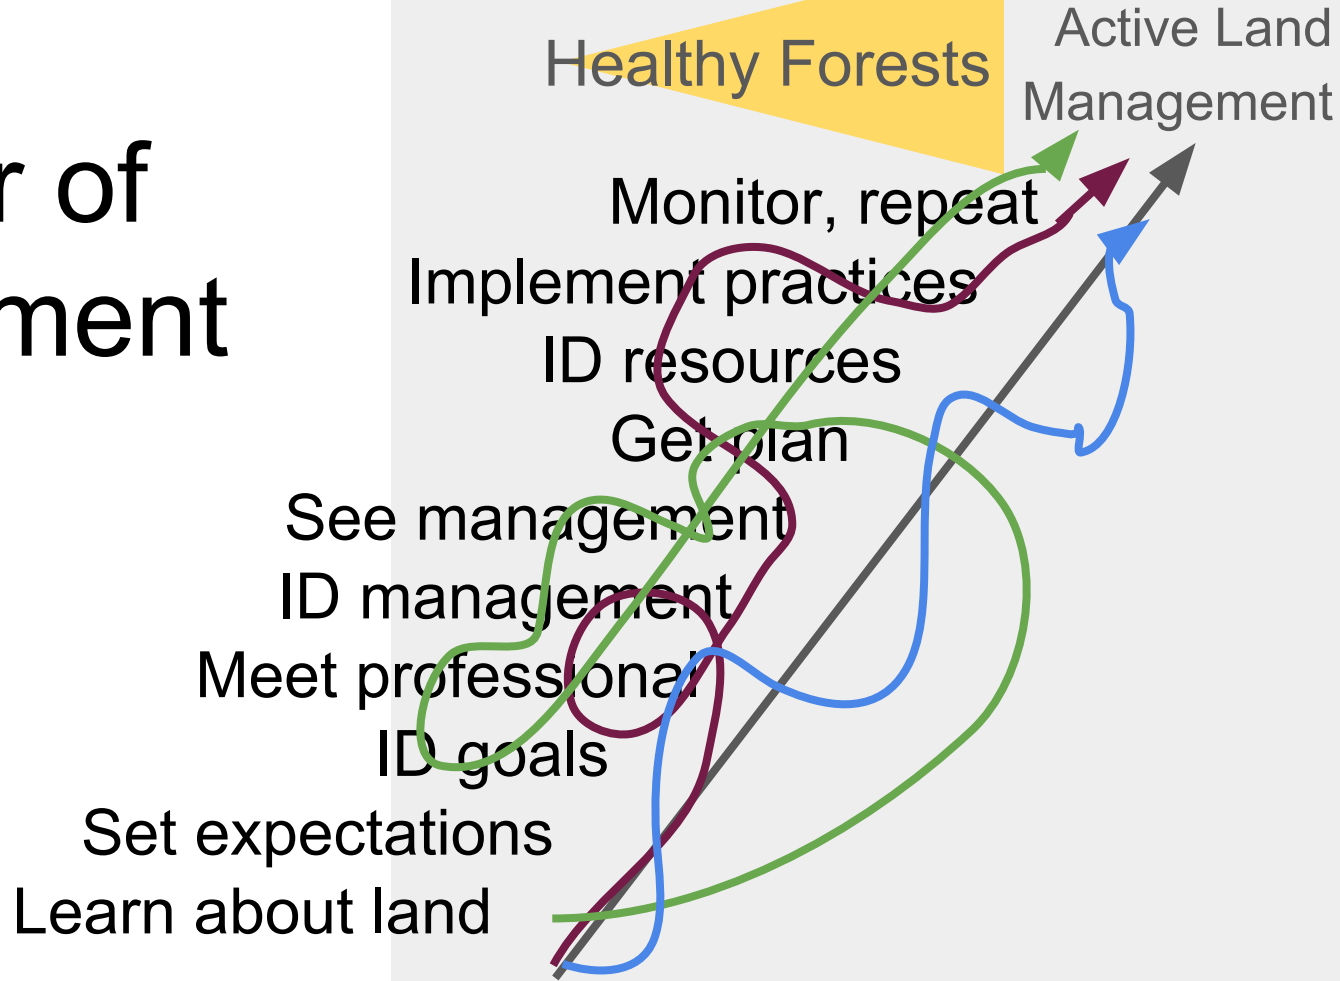 Healthy Forests
Active Land
Management
r of
ment
Monitor, repeat
Implement practices
ID resources
Get plan
See management
ID management
Meet professional
ID goals
Set expectations
Learn about land